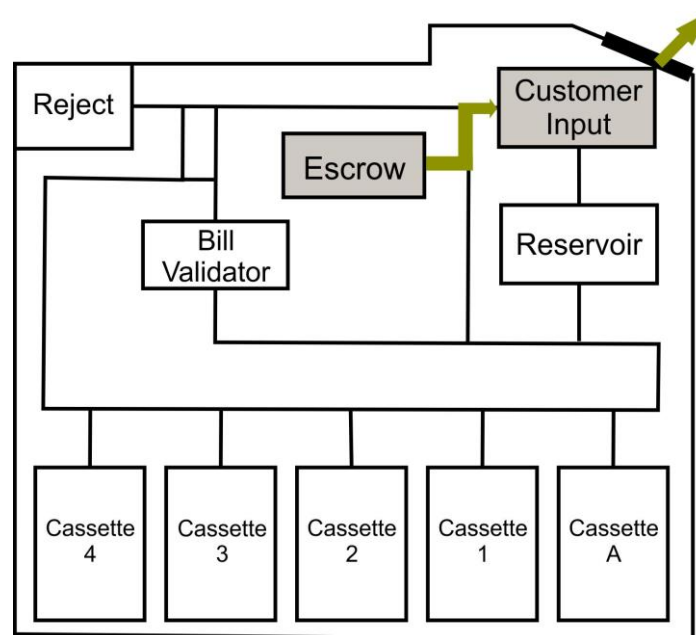 Reject
Customer
Input
Escrow
Bill
Validator
Reservoir
Cassette
4
Cassette
3
Cassette
2
Cassette
1
Cassette
A